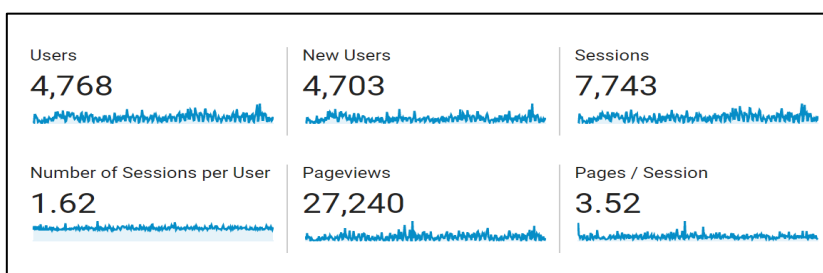 Users
4,768
New Users
4,703
Sessions
7,743
Number of Sessions per User
1.62
Pageviews
27,240
Pages / Session
3.52